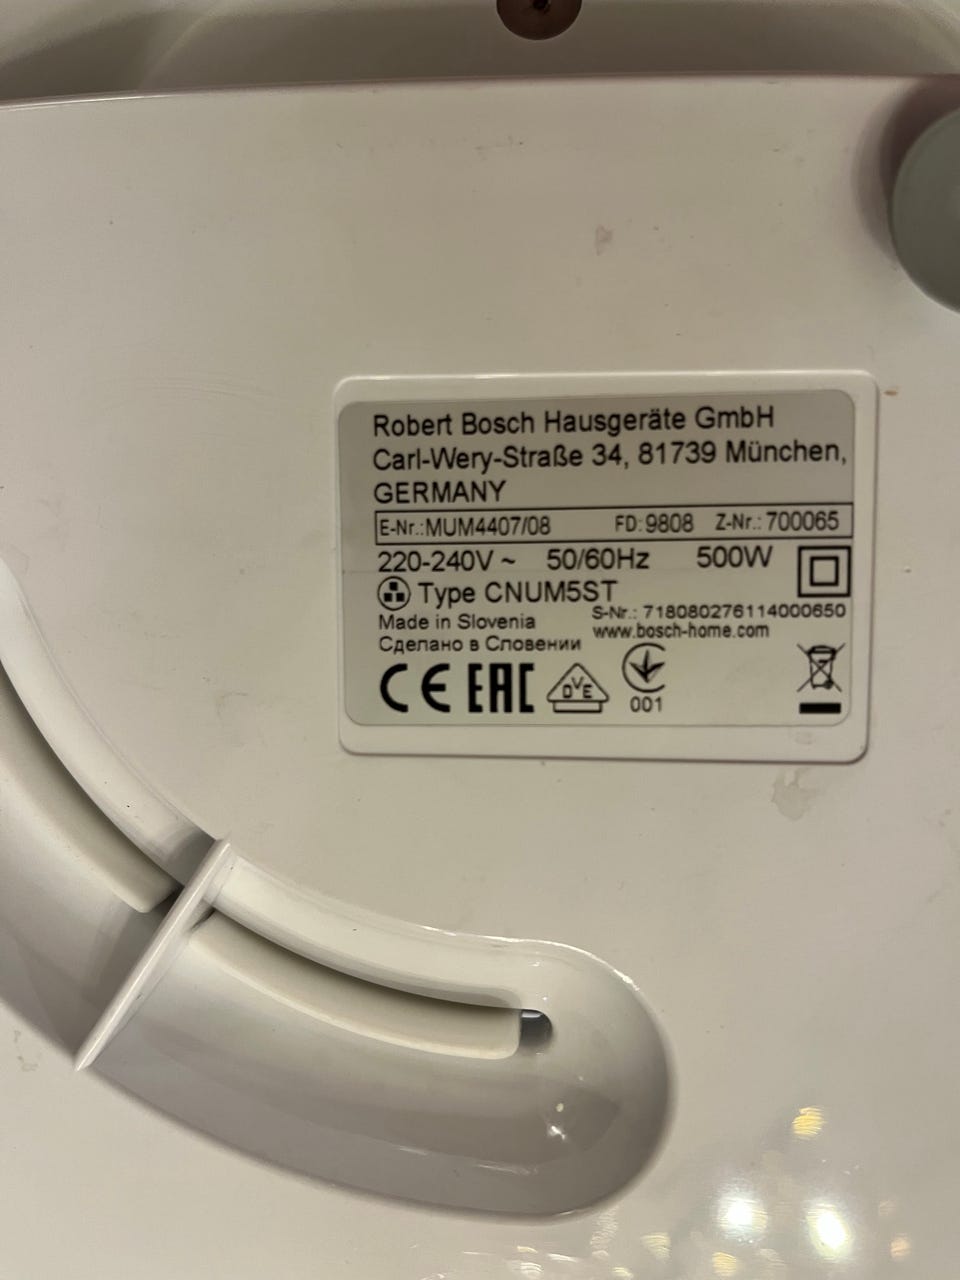 Robert Bosch Hausgeräte GmbH
Carl-Wery-Straße 34, 81739 München,
GERMANY
E-Nr.:MUM4407/08 FD:9808 Z-Nr.:700065
220-240V ~ 50/60Hz 500W
Type CNUM5ST
S-Nr.: 718080276114000650
Made in Slovenia
www.bosch-home.com
Сделано в Словении
CE EAC DVE
001